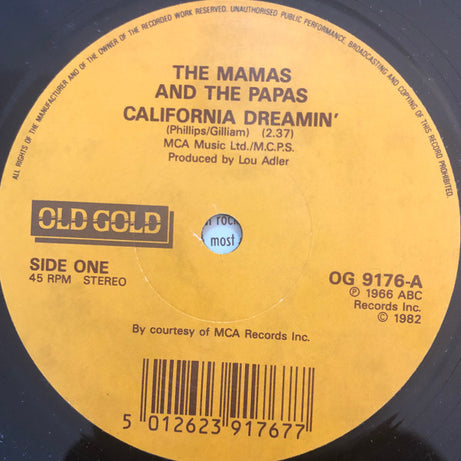 ALL RIGHTS OF THE MANUFACTURER AND OF THE OWNER OF THE RECORDED WORK RESERVED. UNAUTHORISED PUBLIC PERFORMANCE, BROADCASTING AND COPYING OF THIS RECORD PROHIBITED.
THE MAMAS
AND THE PAPAS
CALIFORNIA DREAMIN'
(Phillips/Gilliam) (2.37)
MCA Music Ltd./M.C.P.S.
Produced by Lou Adler
OLD GOLD
rock
most
SIDE ONE
45 RPM STEREO
OG 9176-A
℗ 1966 ABC
Records Inc.
© 1982
By courtesy of MCA Records Inc.
5 012623 917677